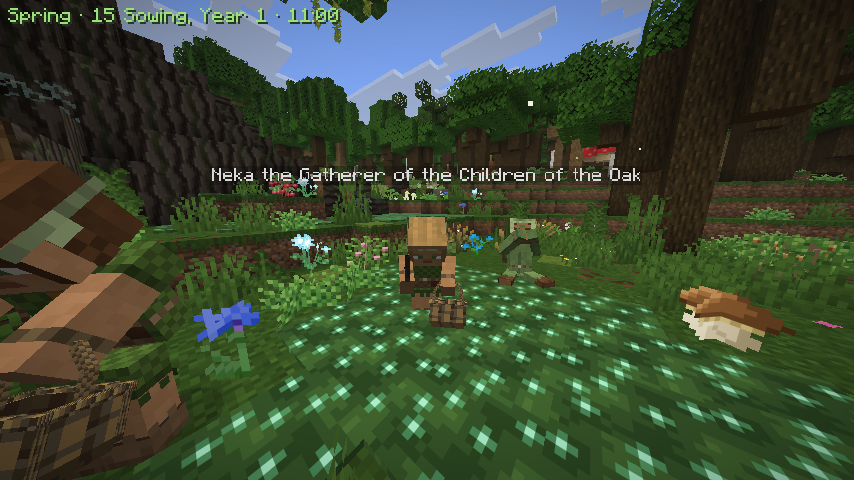 Spring · 15 Sowing, Year 1 · 11:00
Neka the Gatherer of the Children of the Oak